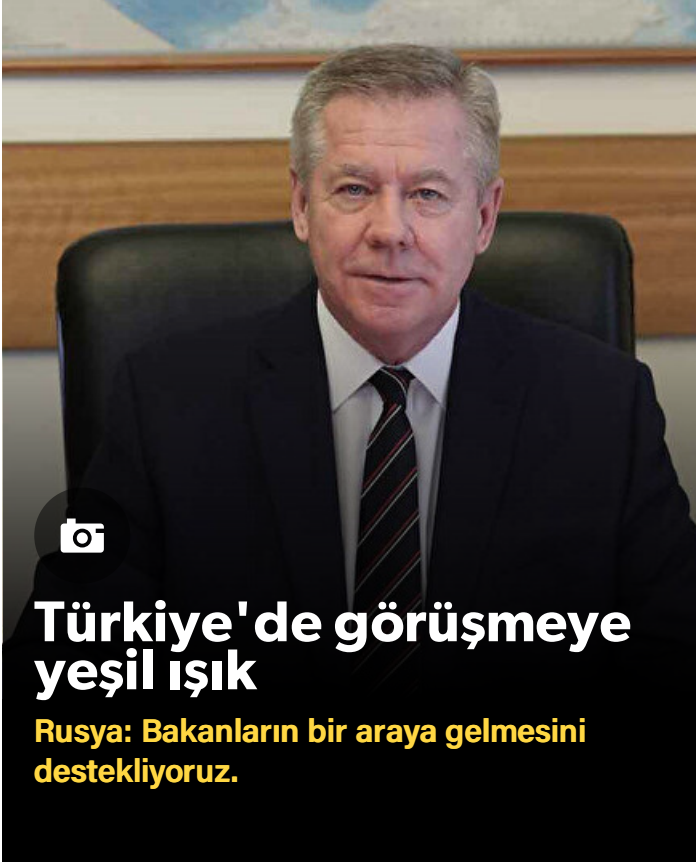 Türkiye'de görüşmeye
yeşil ışık
Rusya: Bakanların bir araya gelmesini
destekliyoruz.